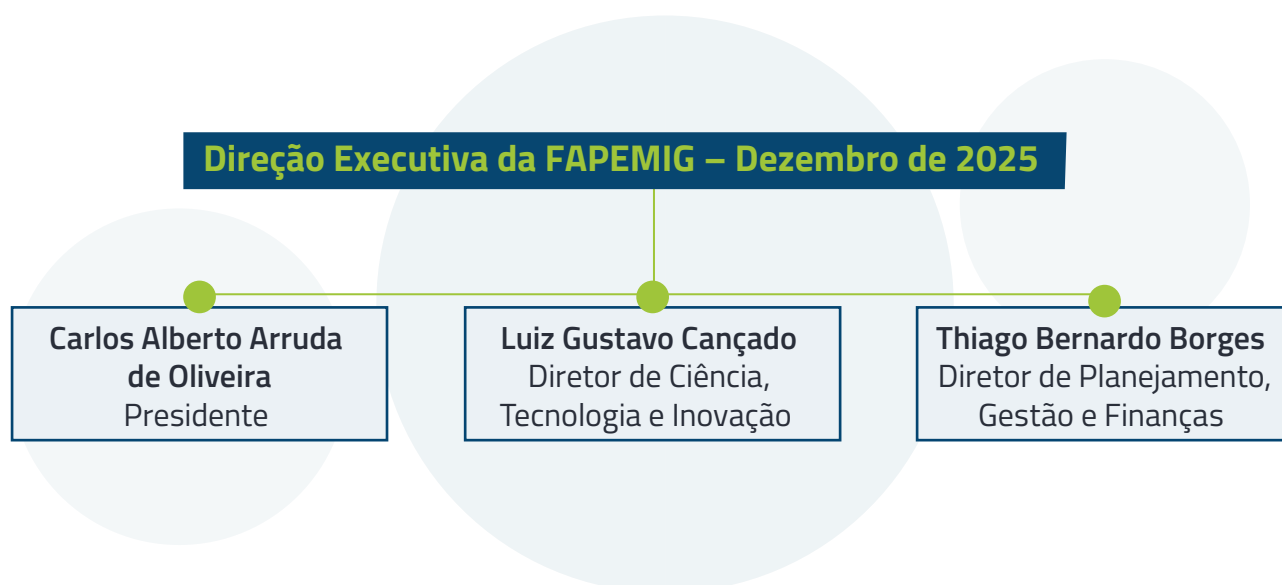 Direção Executiva da FAPEMIG – Dezembro de 2025
Carlos Alberto Arruda
de Oliveira
Presidente
Luiz Gustavo Cançado
Diretor de Ciência,
Tecnologia e Inovação
Thiago Bernardo Borges
Diretor de Planejamento,
Gestão e Finanças